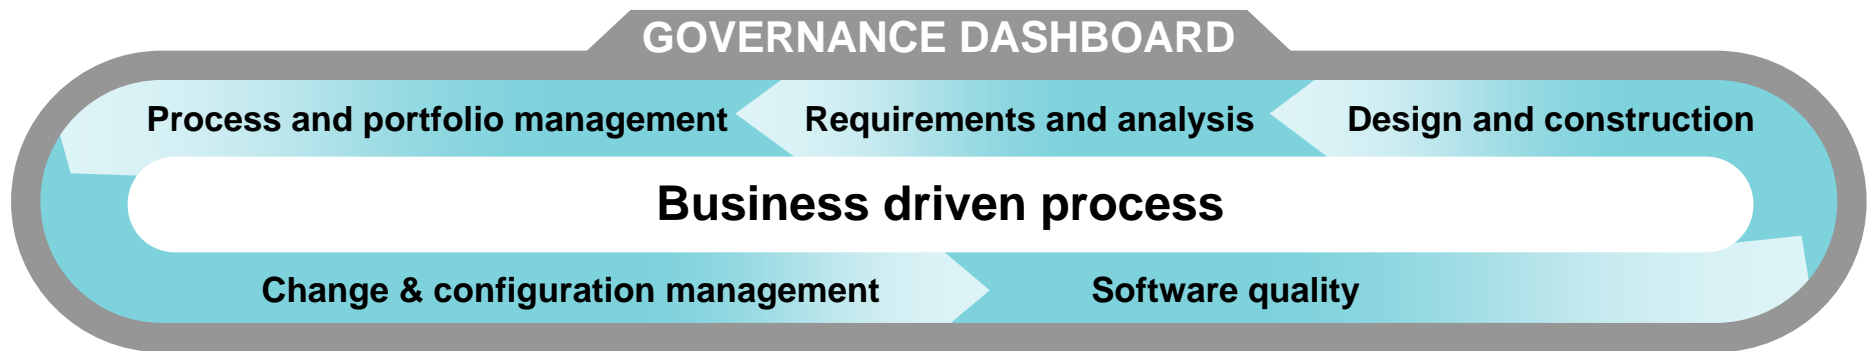 GOVERNANCE DASHBOARD
Process and portfolio management
Requirements and analysis
Design and construction
Business driven process
Change & configuration management
Software quality